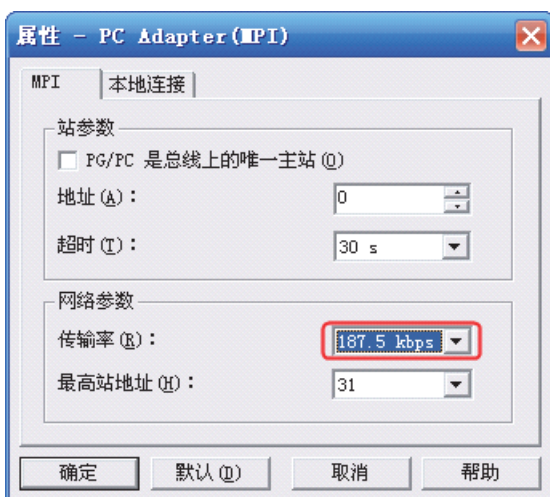 属性 - PC Adapter(MPI)
MPI 本地连接
站参数
PG/PC 是总线上的唯一主站(O)
地址(A): 0
超时(T): 30 s
网络参数
传输率(R): 187.5 kbps
最高站地址(H): 31
确定 默认(D) 取消 帮助